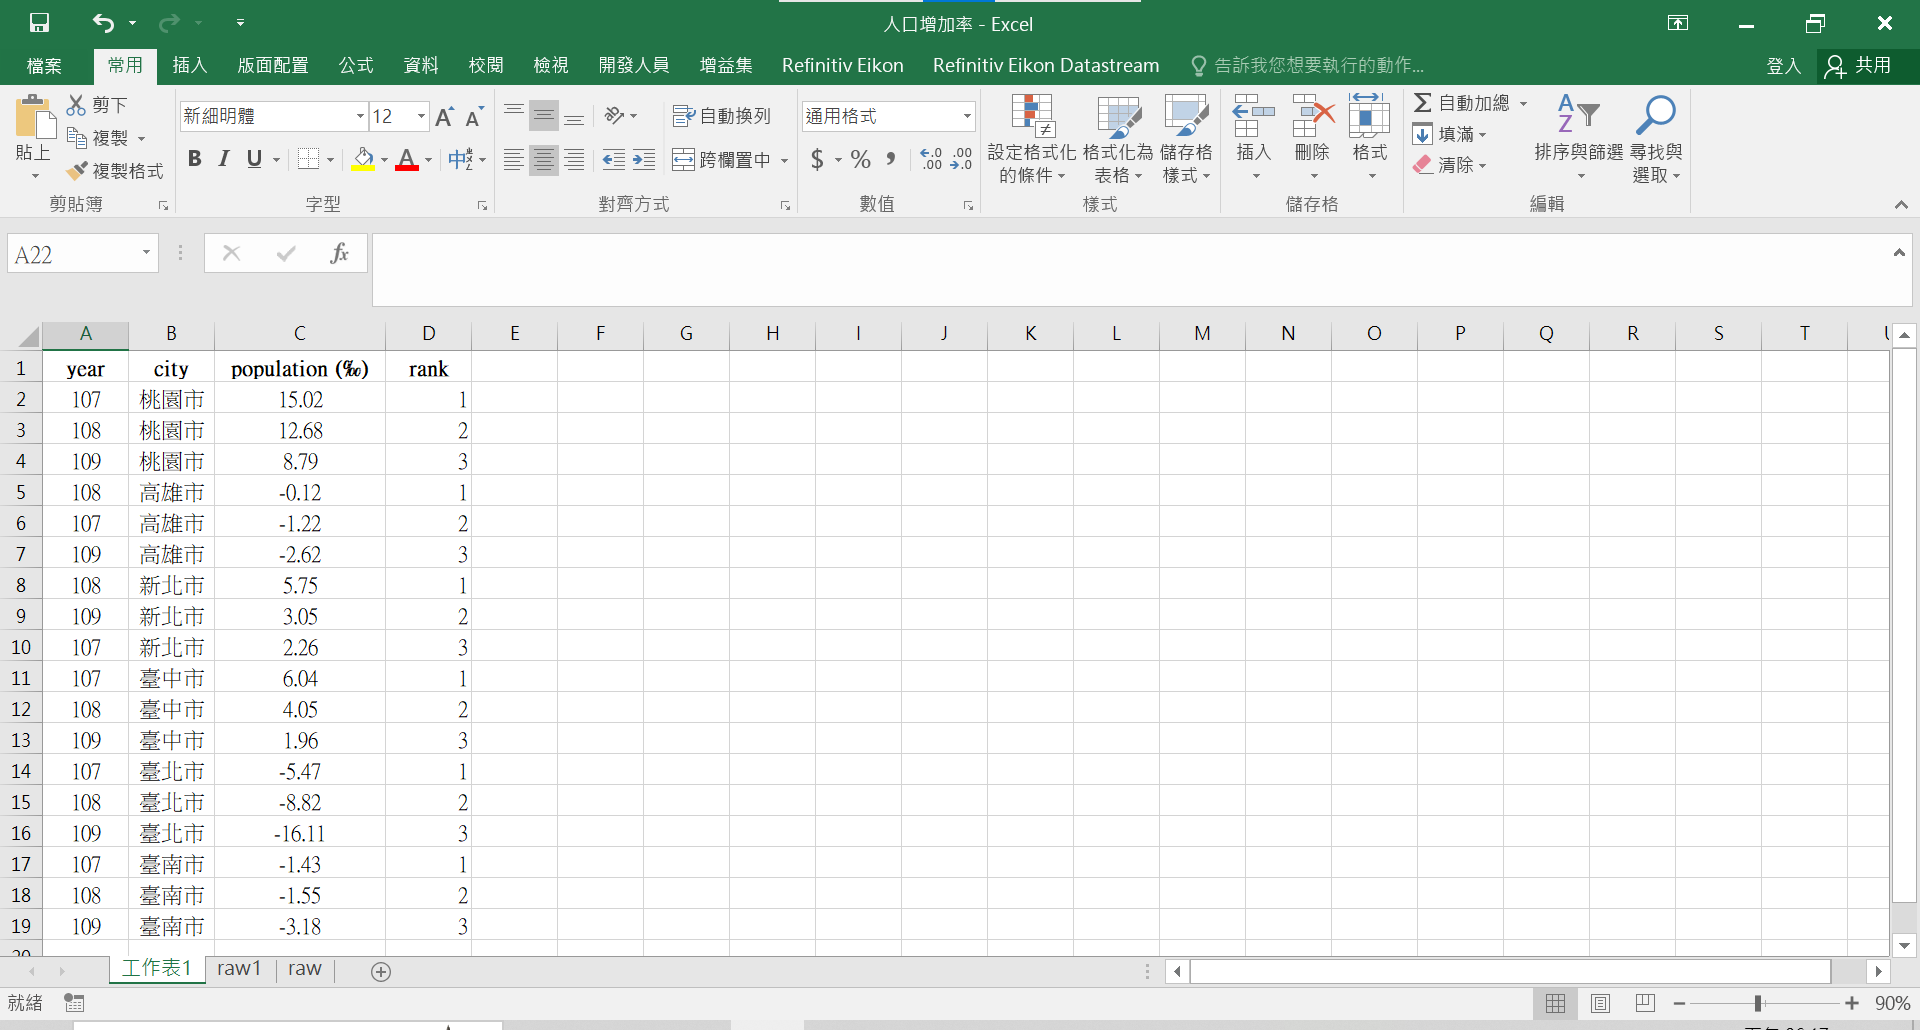 人口增加率 - Excel
檔案 常用 插入 版面配置 公式 資料 校閱 檢視 開發人員 增益集 Refinitiv Eikon Refinitiv Eikon Datastream 告訴我您想要執行的動作... 登入 共用
貼上 剪下 複製 複製格式 剪貼簿
新細明體 12 B I U A 中 字型
自動換列 跨欄置中 對齊方式
通用格式 $ % , .00 .0 數值
設定格式化的條件 格式化為表格 儲存格樣式 樣式
插入 刪除 格式 儲存格
自動加總 填滿 清除 排序與篩選 尋找與選取 編輯
A22 fx
A B C D E F G H I J K L M N O P Q R S T
1 year city population (‰) rank
2 107 桃園市 15.02 1
3 108 桃園市 12.68 2
4 109 桃園市 8.79 3
5 108 高雄市 -0.12 1
6 107 高雄市 -1.22 2
7 109 高雄市 -2.62 3
8 108 新北市 5.75 1
9 109 新北市 3.05 2
10 107 新北市 2.26 3
11 107 臺中市 6.04 1
12 108 臺中市 4.05 2
13 109 臺中市 1.96 3
14 107 臺北市 -5.47 1
15 108 臺北市 -8.82 2
16 109 臺北市 -16.11 3
17 107 臺南市 -1.43 1
18 108 臺南市 -1.55 2
19 109 臺南市 -3.18 3
工作表1 raw1 raw
就緒 90%